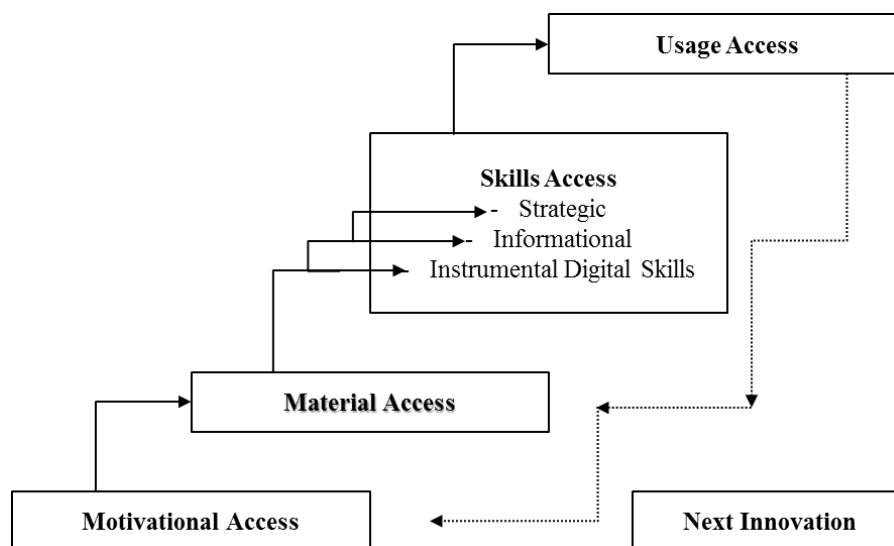 Usage Access
Skills Access
- Strategic
- Informational
- Instrumental Digital Skills
Material Access
Motivational Access
Next Innovation